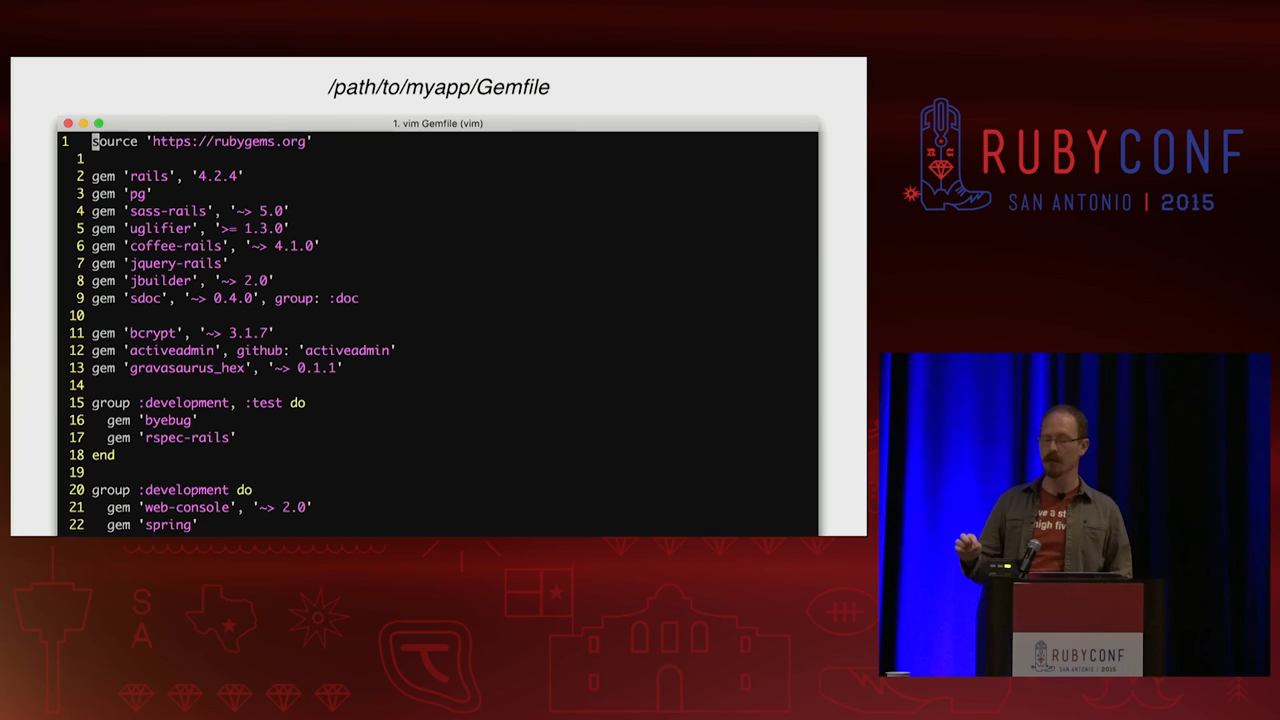 /path/to/myapp/Gemfile
1. vim Gemfile (vim)
1 source 'https://rubygems.org'
1
2 gem 'rails', '4.2.4'
3 gem 'pg'
4 gem 'sass-rails', '~> 5.0'
5 gem 'uglifier', '>= 1.3.0'
6 gem 'coffee-rails', '~> 4.1.0'
7 gem 'jquery-rails'
8 gem 'jbuilder', '~> 2.0'
9 gem 'sdoc', '~> 0.4.0', group: :doc
10
11 gem 'bcrypt', '~> 3.1.7'
12 gem 'activeadmin', github: 'activeadmin'
13 gem 'gravasaurus_hex', '~> 0.1.1'
14
15 group :development, :test do
16   gem 'byebug'
17   gem 'rspec-rails'
18 end
19
20 group :development do
21   gem 'web-console', '~> 2.0'
22   gem 'spring'
RUBYCONF
SAN ANTONIO | 2015
ve a st
high fiv
RUBYCONF
SAN ANTONIO | 2015
S
A